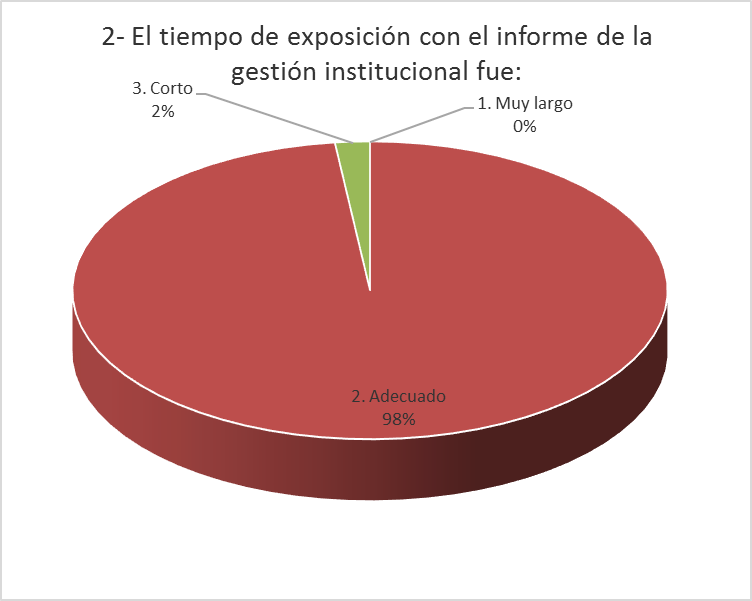 2- El tiempo de exposición con el informe de la
gestión institucional fue:
3. Corto
2%
1. Muy largo
0%
2. Adecuado
98%